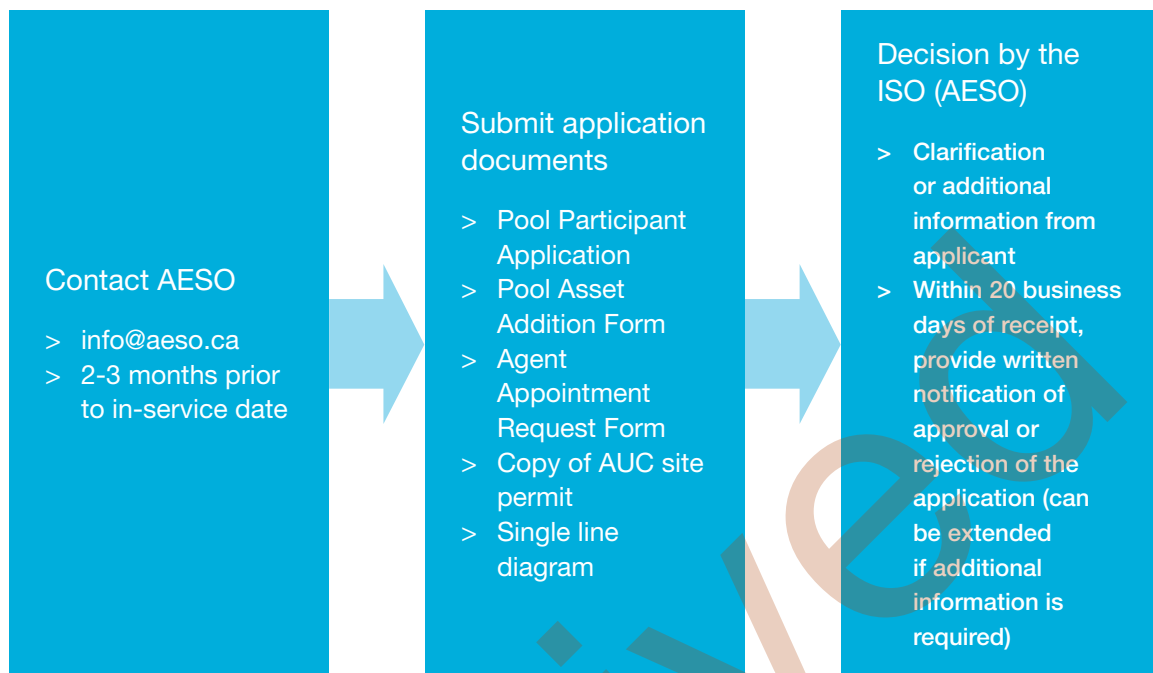 Contact AESO
> info@aeso.ca
> 2-3 months prior
to in-service date
Submit application
documents
> Pool Participant
Application
> Pool Asset
Addition Form
> Agent
Appointment
Request Form
> Copy of AUC site
permit
> Single line
diagram
Decision by the
ISO (AESO)
> Clarification
or additional
information from
applicant
> Within 20 business
days of receipt,
provide written
notification of
approval or
rejection of the
application (can
be extended
if additional
information is
required)
ived